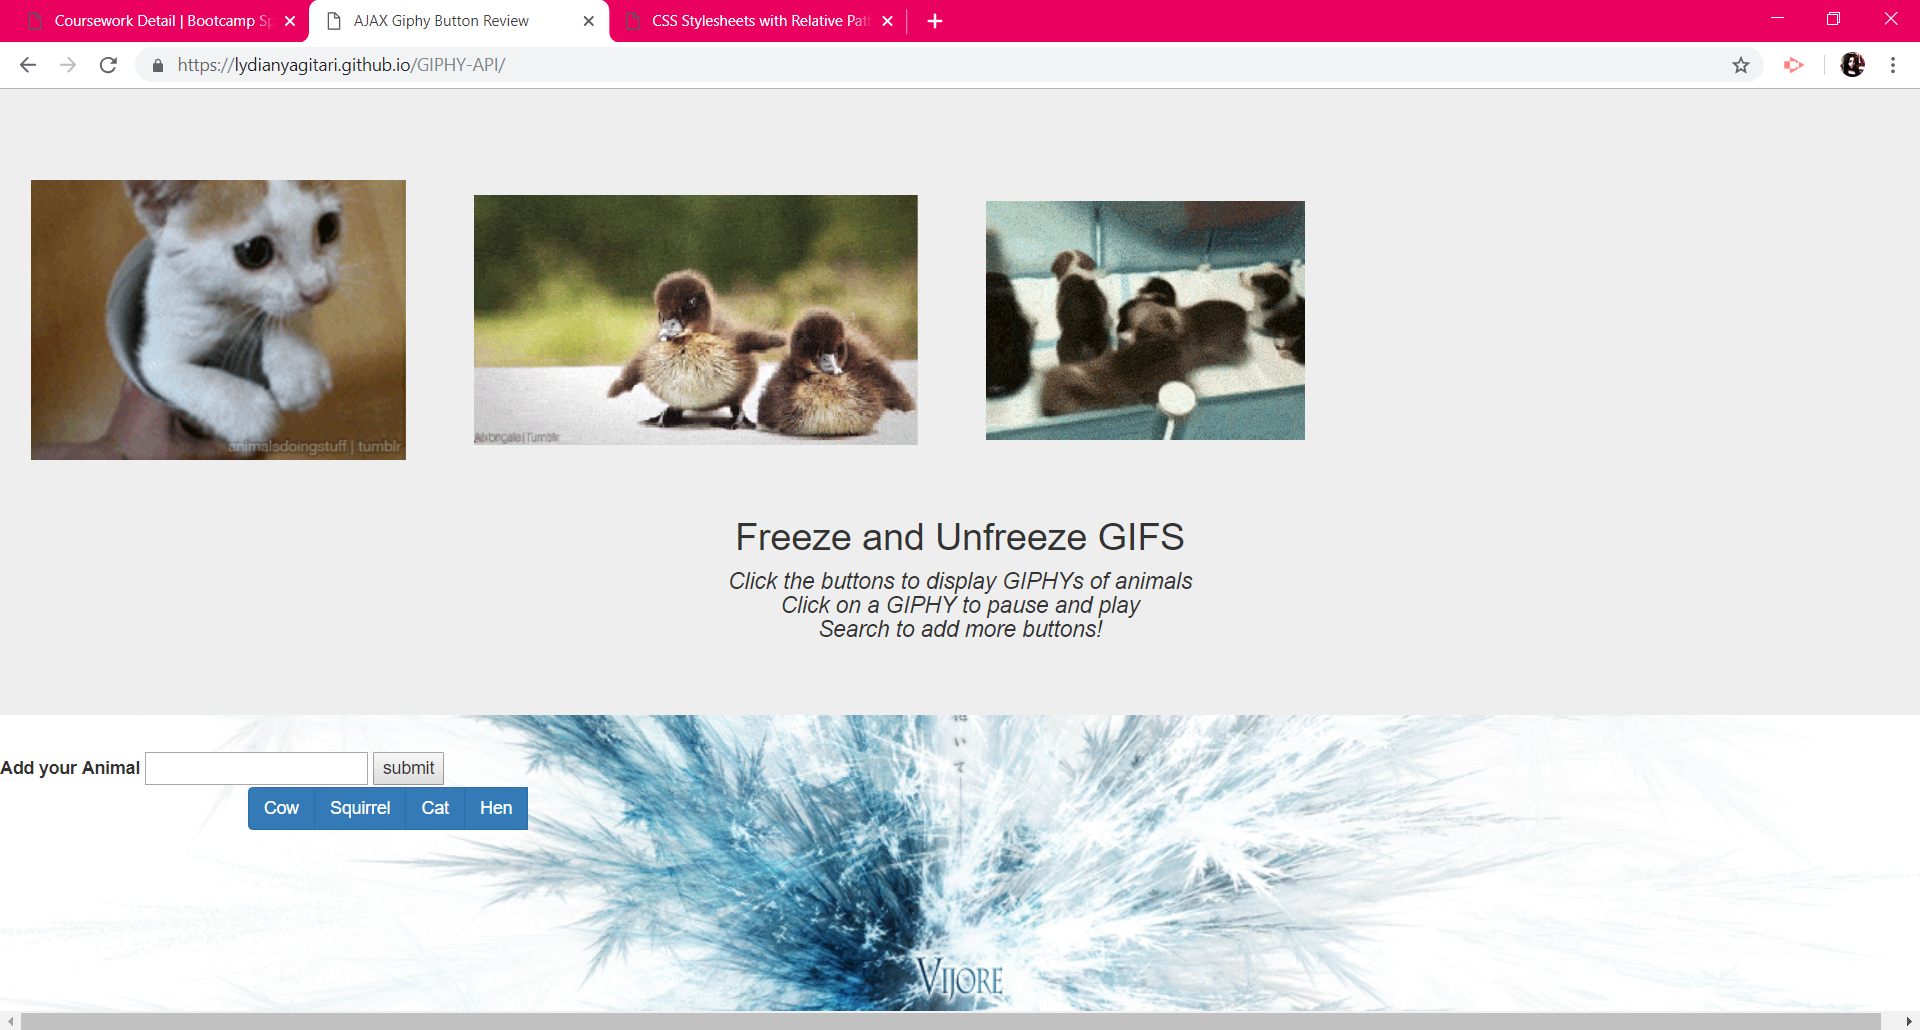 Coursework Detail | Bootcamp Sp
AJAX Giphy Button Review
CSS Stylesheets with Relative Pat
https://lydianyagitari.github.io/GIPHY-API/
animalsdoingstuff | tumblr
Freeze and Unfreeze GIFS
Click the buttons to display GIPHYs of animals
Click on a GIPHY to pause and play
Search to add more buttons!
Add your Animal
submit
Cow
Squirrel
Cat
Hen
いて
VIJORE